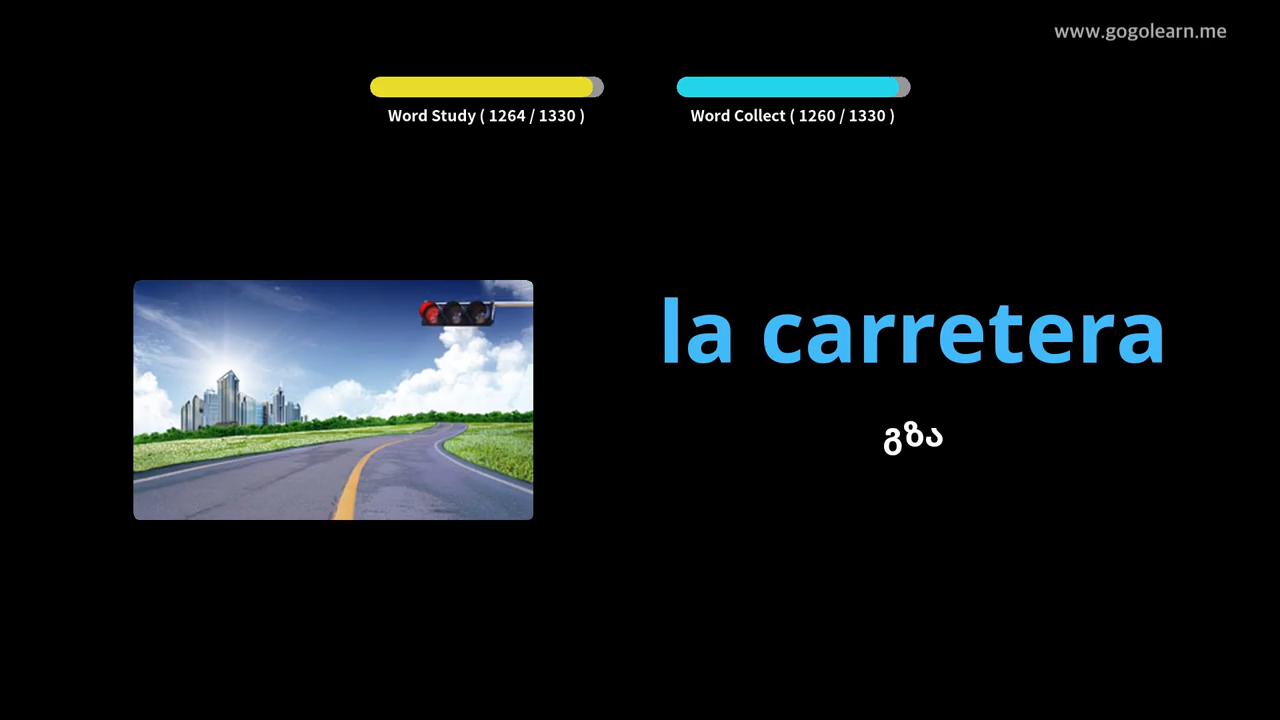 www.gogolearn.me
Word Study ( 1264 / 1330 )
Word Collect ( 1260 / 1330 )
la carretera
გზა